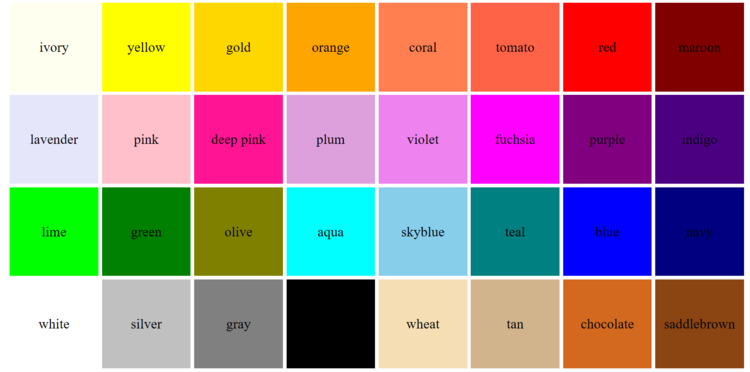 ivory yellow gold orange coral tomato red maroon
lavender pink deep pink plum violet fuchsia purple indigo
lime green olive aqua skyblue teal blue navy
white silver gray wheat tan chocolate saddlebrown